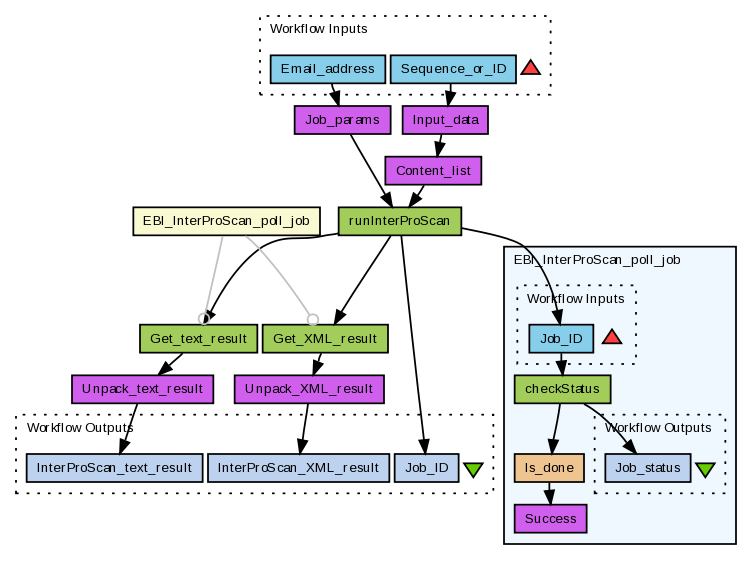 Workflow Inputs
Email_address
Sequence_or_ID
Job_params
Input_data
Content_list
EBI_InterProScan_poll_job
runInterProScan
EBI_InterProScan_poll_job
Workflow Inputs
Job_ID
Get_text_result
Get_XML_result
checkStatus
Unpack_text_result
Unpack_XML_result
Workflow Outputs
InterProScan_text_result
InterProScan_XML_result
Job_ID
Workflow Outputs
Is_done
Job_status
Success